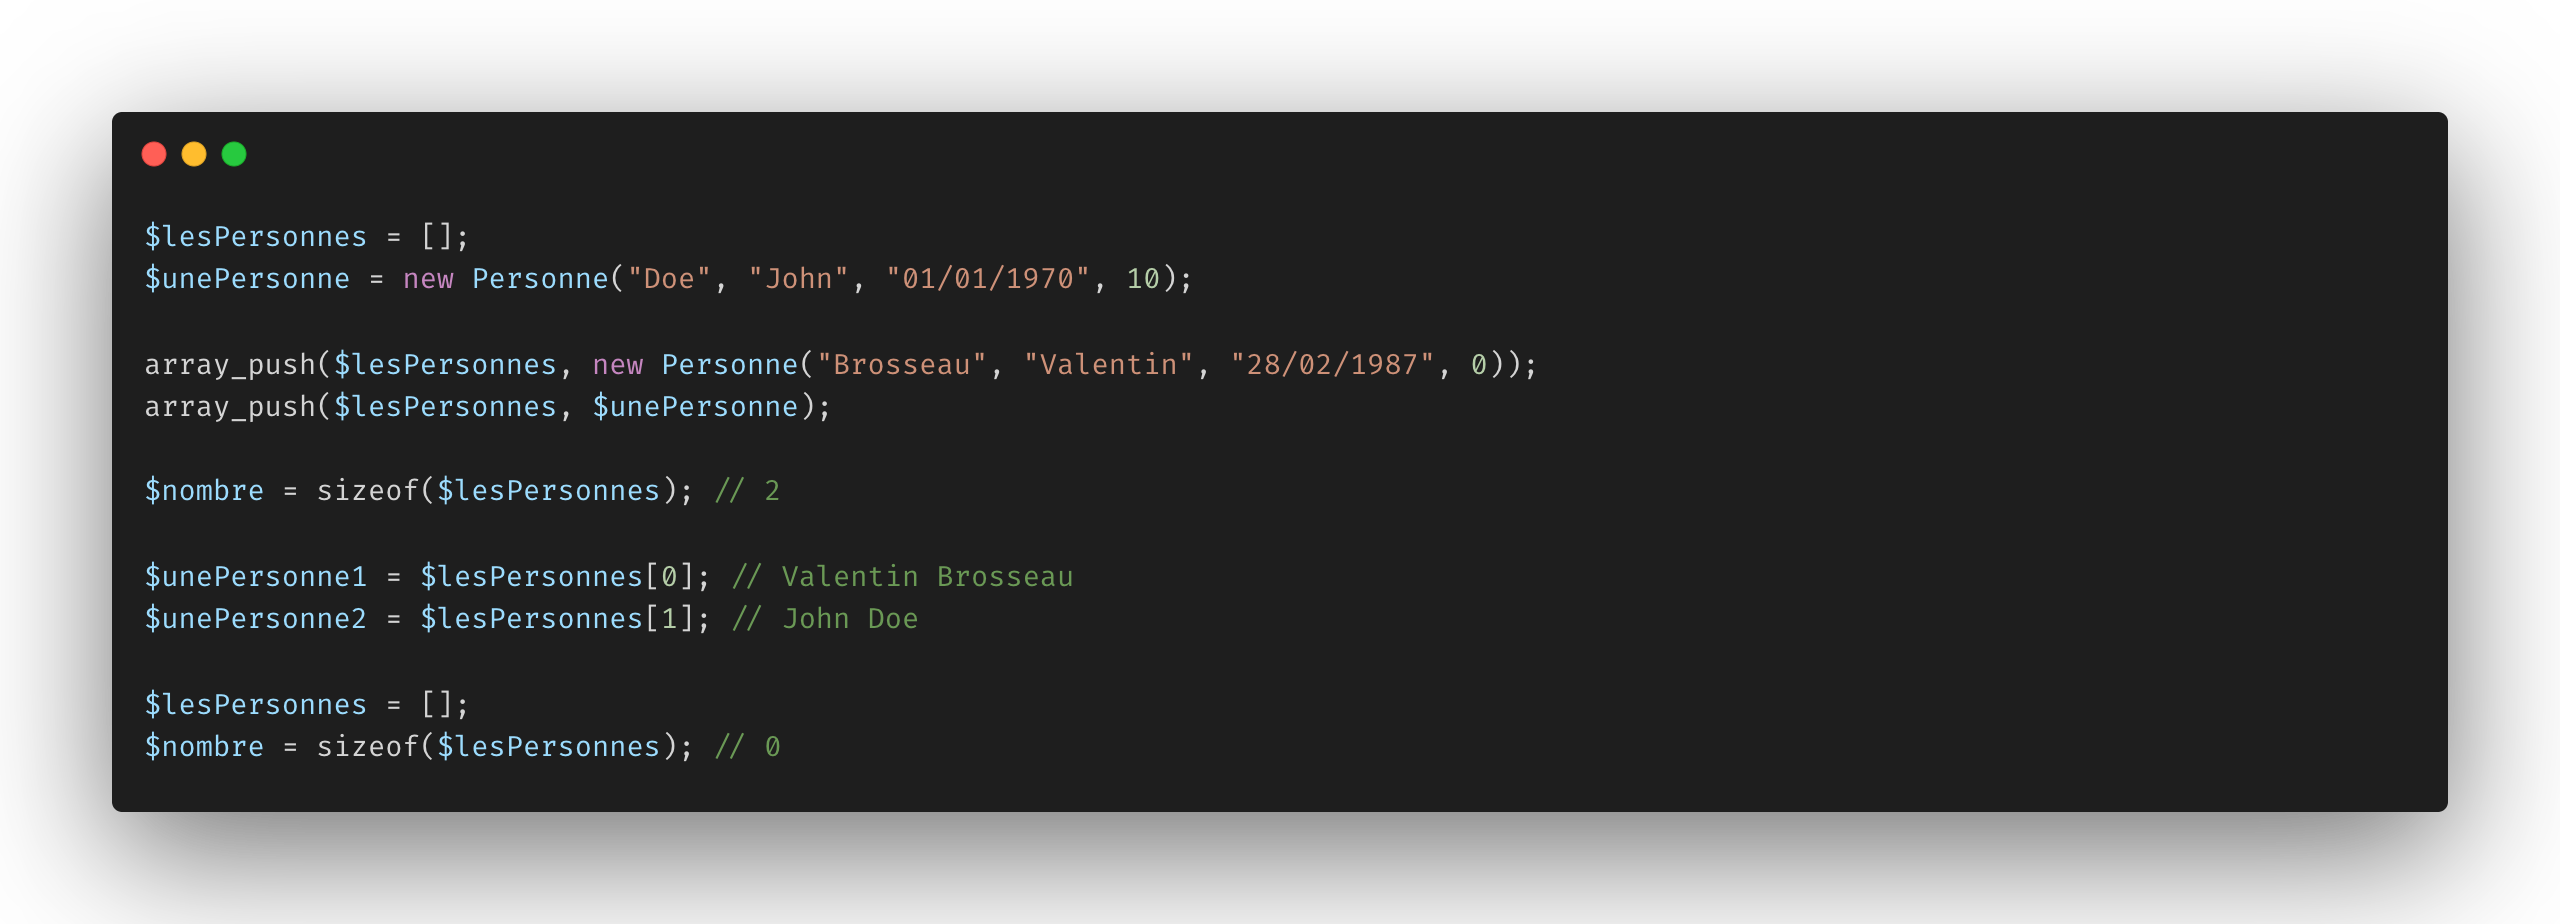 $lesPersonnes = [];
$unePersonne = new Personne("Doe", "John", "01/01/1970", 10);
array_push($lesPersonnes, new Personne("Brosseau", "Valentin", "28/02/1987", 0));
array_push($lesPersonnes, $unePersonne);
$nombre = sizeof($lesPersonnes); // 2
$unePersonne1 = $lesPersonnes[0]; // Valentin Brosseau
$unePersonne2 = $lesPersonnes[1]; // John Doe
$lesPersonnes = [];
$nombre = sizeof($lesPersonnes); // 0